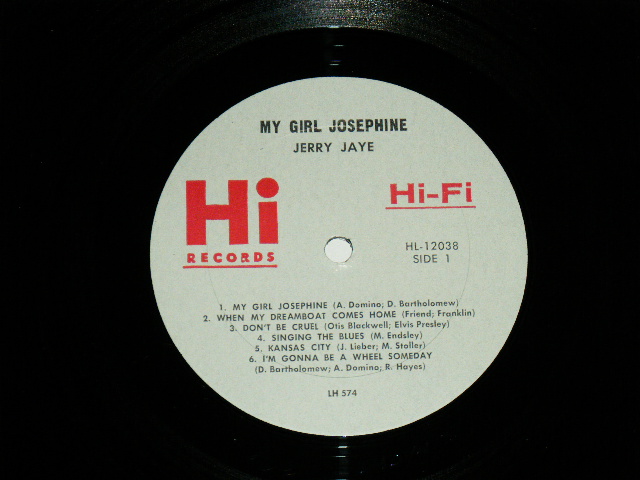 MY GIRL JOSEPHINE
JERRY JAYE
Hi
RECORDS
Hi-Fi
HL-12038
SIDE 1
1. MY GIRL JOSEPHINE (A. Domino; D. Bartholomew)
2. WHEN MY DREAMBOAT COMES HOME (Friend; Franklin)
3. DON'T BE CRUEL (Otis Blackwell; Elvis Presley)
4. SINGING THE BLUES (M. Endsley)
5. KANSAS CITY (J. Lieber; M. Stoller)
6. I'M GONNA BE A WHEEL SOMEDAY
(D. Bartholomew; A. Domino; R. Hayes)
LH 574